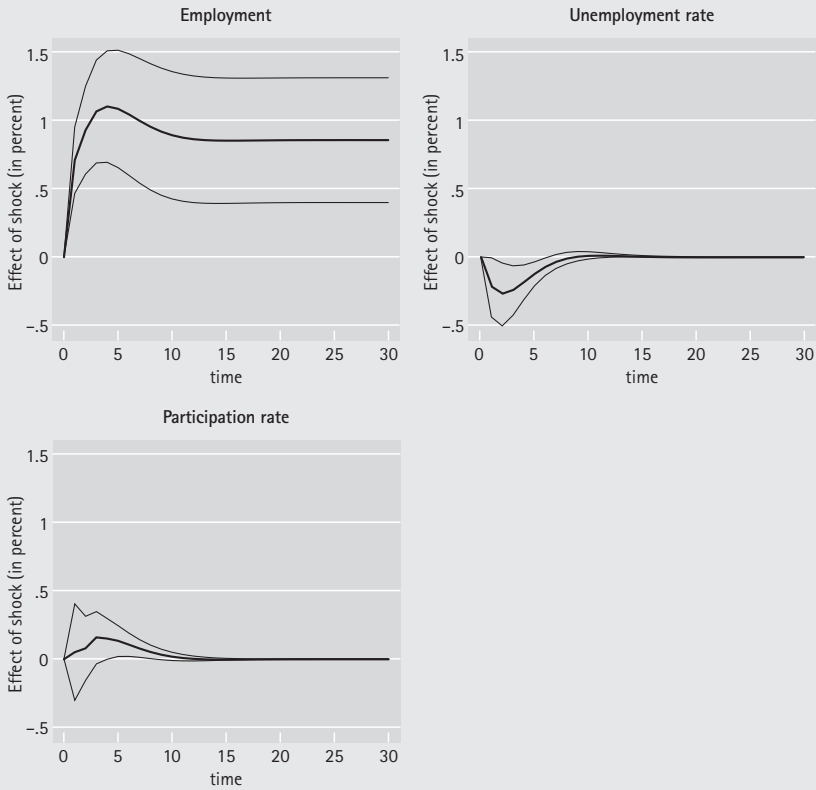 Employment
Unemployment rate
1.5
1
.5
0
–.5
Effect of shock (in percent)
0 5 10 15 20 25 30
time
1.5
1
.5
0
–.5
Effect of shock (in percent)
0 5 10 15 20 25 30
time
Participation rate
1.5
1
.5
0
–.5
Effect of shock (in percent)
0 5 10 15 20 25 30
time